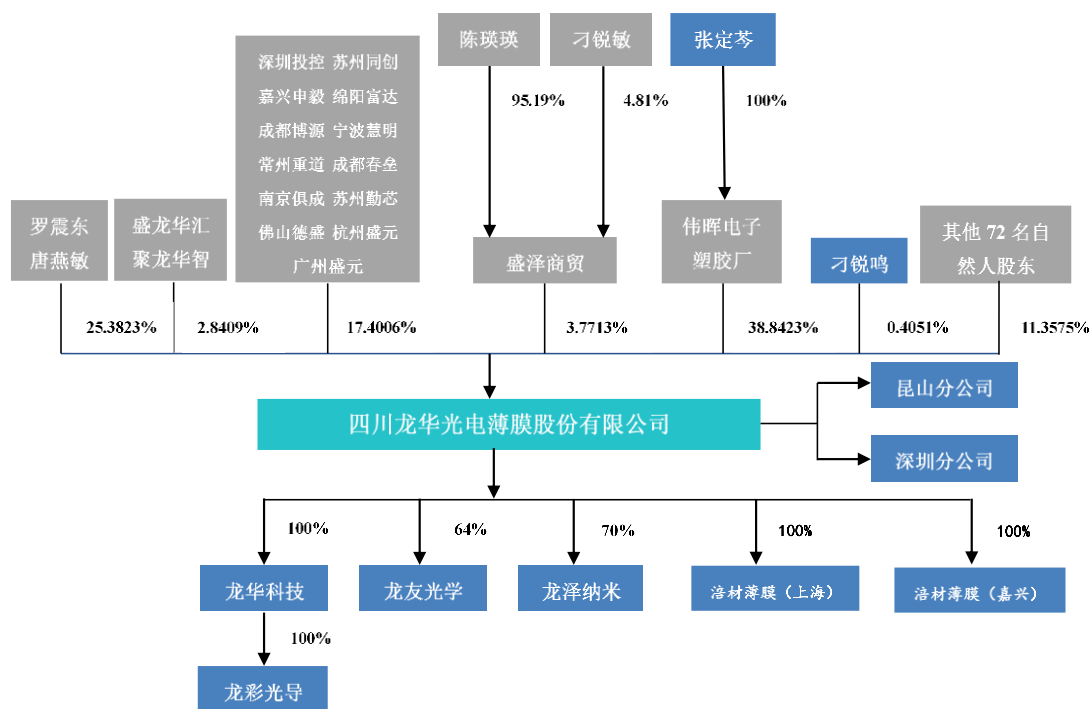 陈瑛瑛
刁锐敏
张定芩
深圳投控 苏州同创
嘉兴申毅 绵阳富达
成都博源 宁波慧明
常州重道 成都春垒
南京俱成 苏州勤芯
佛山德盛 杭州盛元
广州盛元
95.19%
4.81%
100%
罗震东
唐燕敏
盛龙华汇
聚龙华智
盛泽商贸
伟晖电子
塑胶厂
刁锐鸣
其他 72 名自
然人股东
25.3823%
2.8409%
17.4006%
3.7713%
38.8423%
0.4051%
11.3575%
四川龙华光电薄膜股份有限公司
昆山分公司
深圳分公司
100%
64%
70%
100%
100%
龙华科技
龙友光学
龙泽纳米
涪材薄膜（上海）
涪材薄膜（嘉兴）
100%
龙彩光导